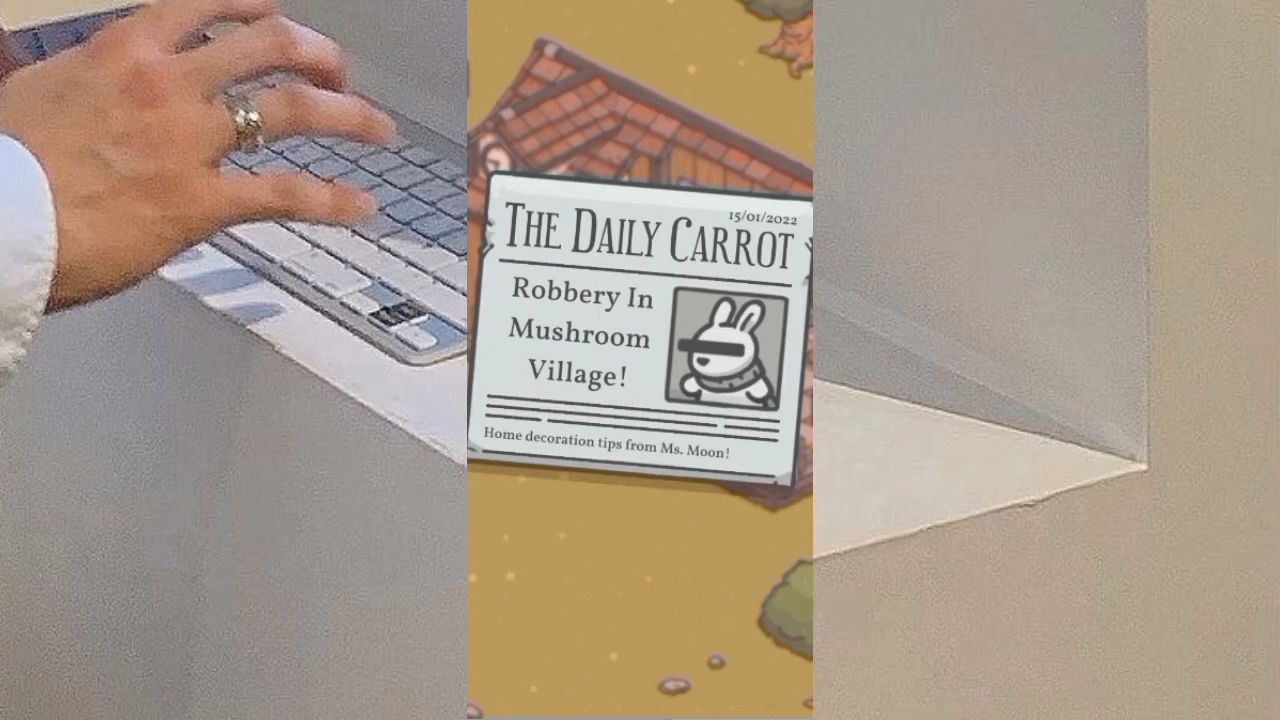 15/01/2022
The Daily Carrot
Robbery In
Mushroom
Village!
Home decoration tips from Ms. Moon!